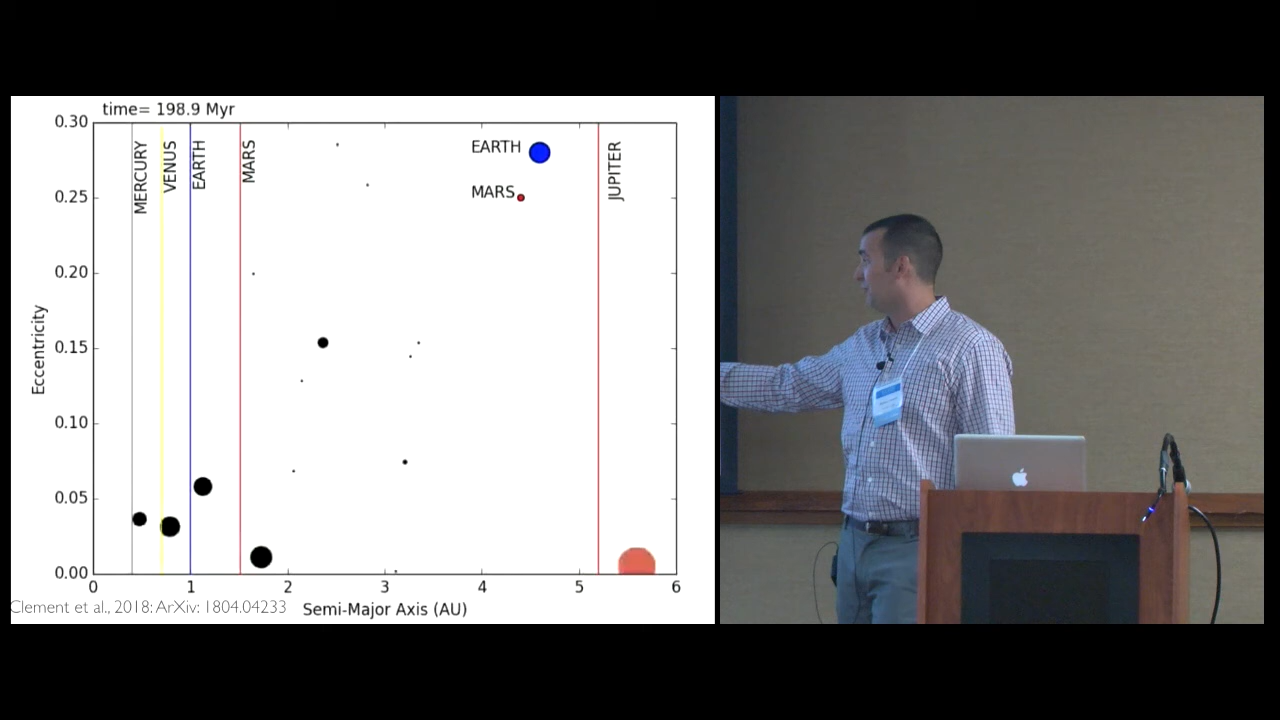 time= 198.9 Myr
0.30
0.25
0.20
0.15
0.10
0.05
0.00
Eccentricity
MERCURY
VENUS
EARTH
MARS
EARTH
MARS
JUPITER
0 1 2 3 4 5 6
Semi-Major Axis (AU)
Clement et al., 2018: ArXiv: 1804.04233